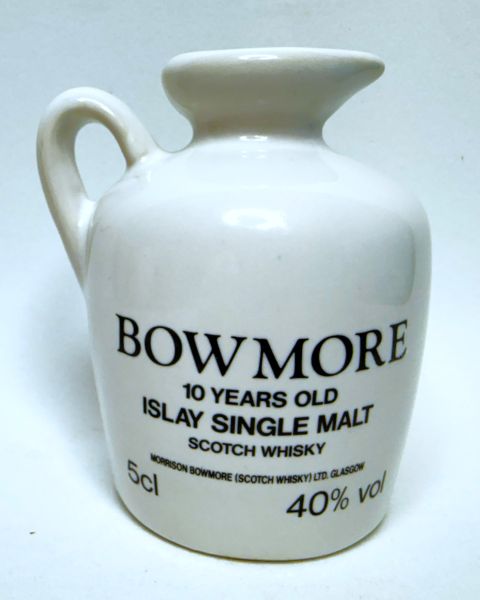 BOWMORE
10 YEARS OLD
ISLAY SINGLE MALT
SCOTCH WHISKY
MORRISON BOWMORE (SCOTCH WHISKY) LTD. GLASGOW
5cl 40% vol